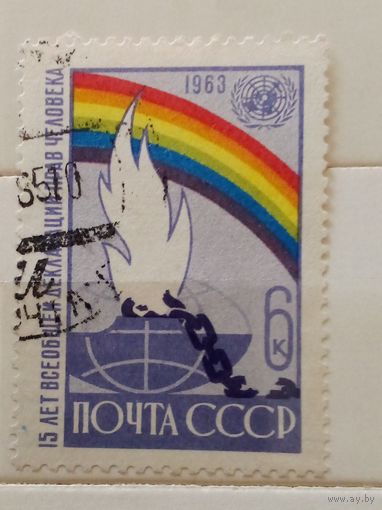 1963
15 ЛЕТ ВСЕОБЩЕЙ ДЕКЛАРАЦИИ ПРАВ ЧЕЛОВЕКА
6
К
ПОЧТА СССР
www.ay.by